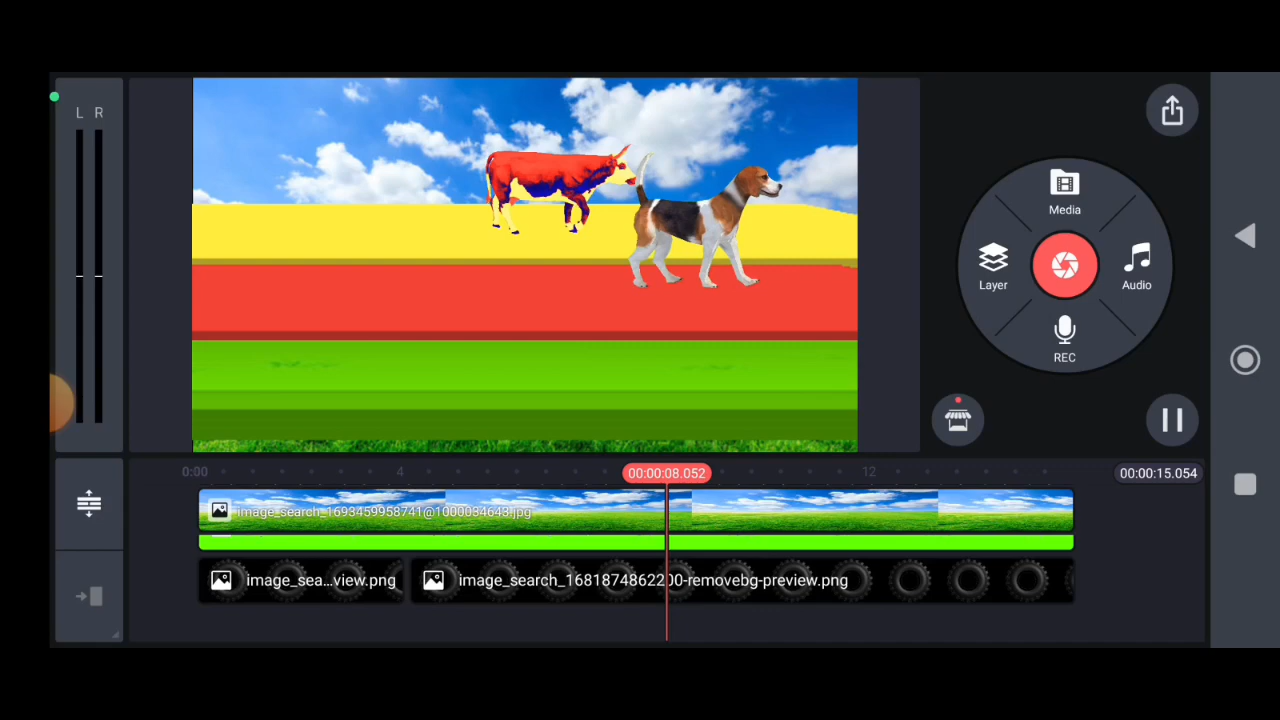 L R
Media
Layer
Audio
REC
0:00
4
00:00:08.052
12
00:00:15.054
image_search_1693459958741@1000034643.jpg
image_sea...view.png
image_search_1681874862200-removebg-preview.png